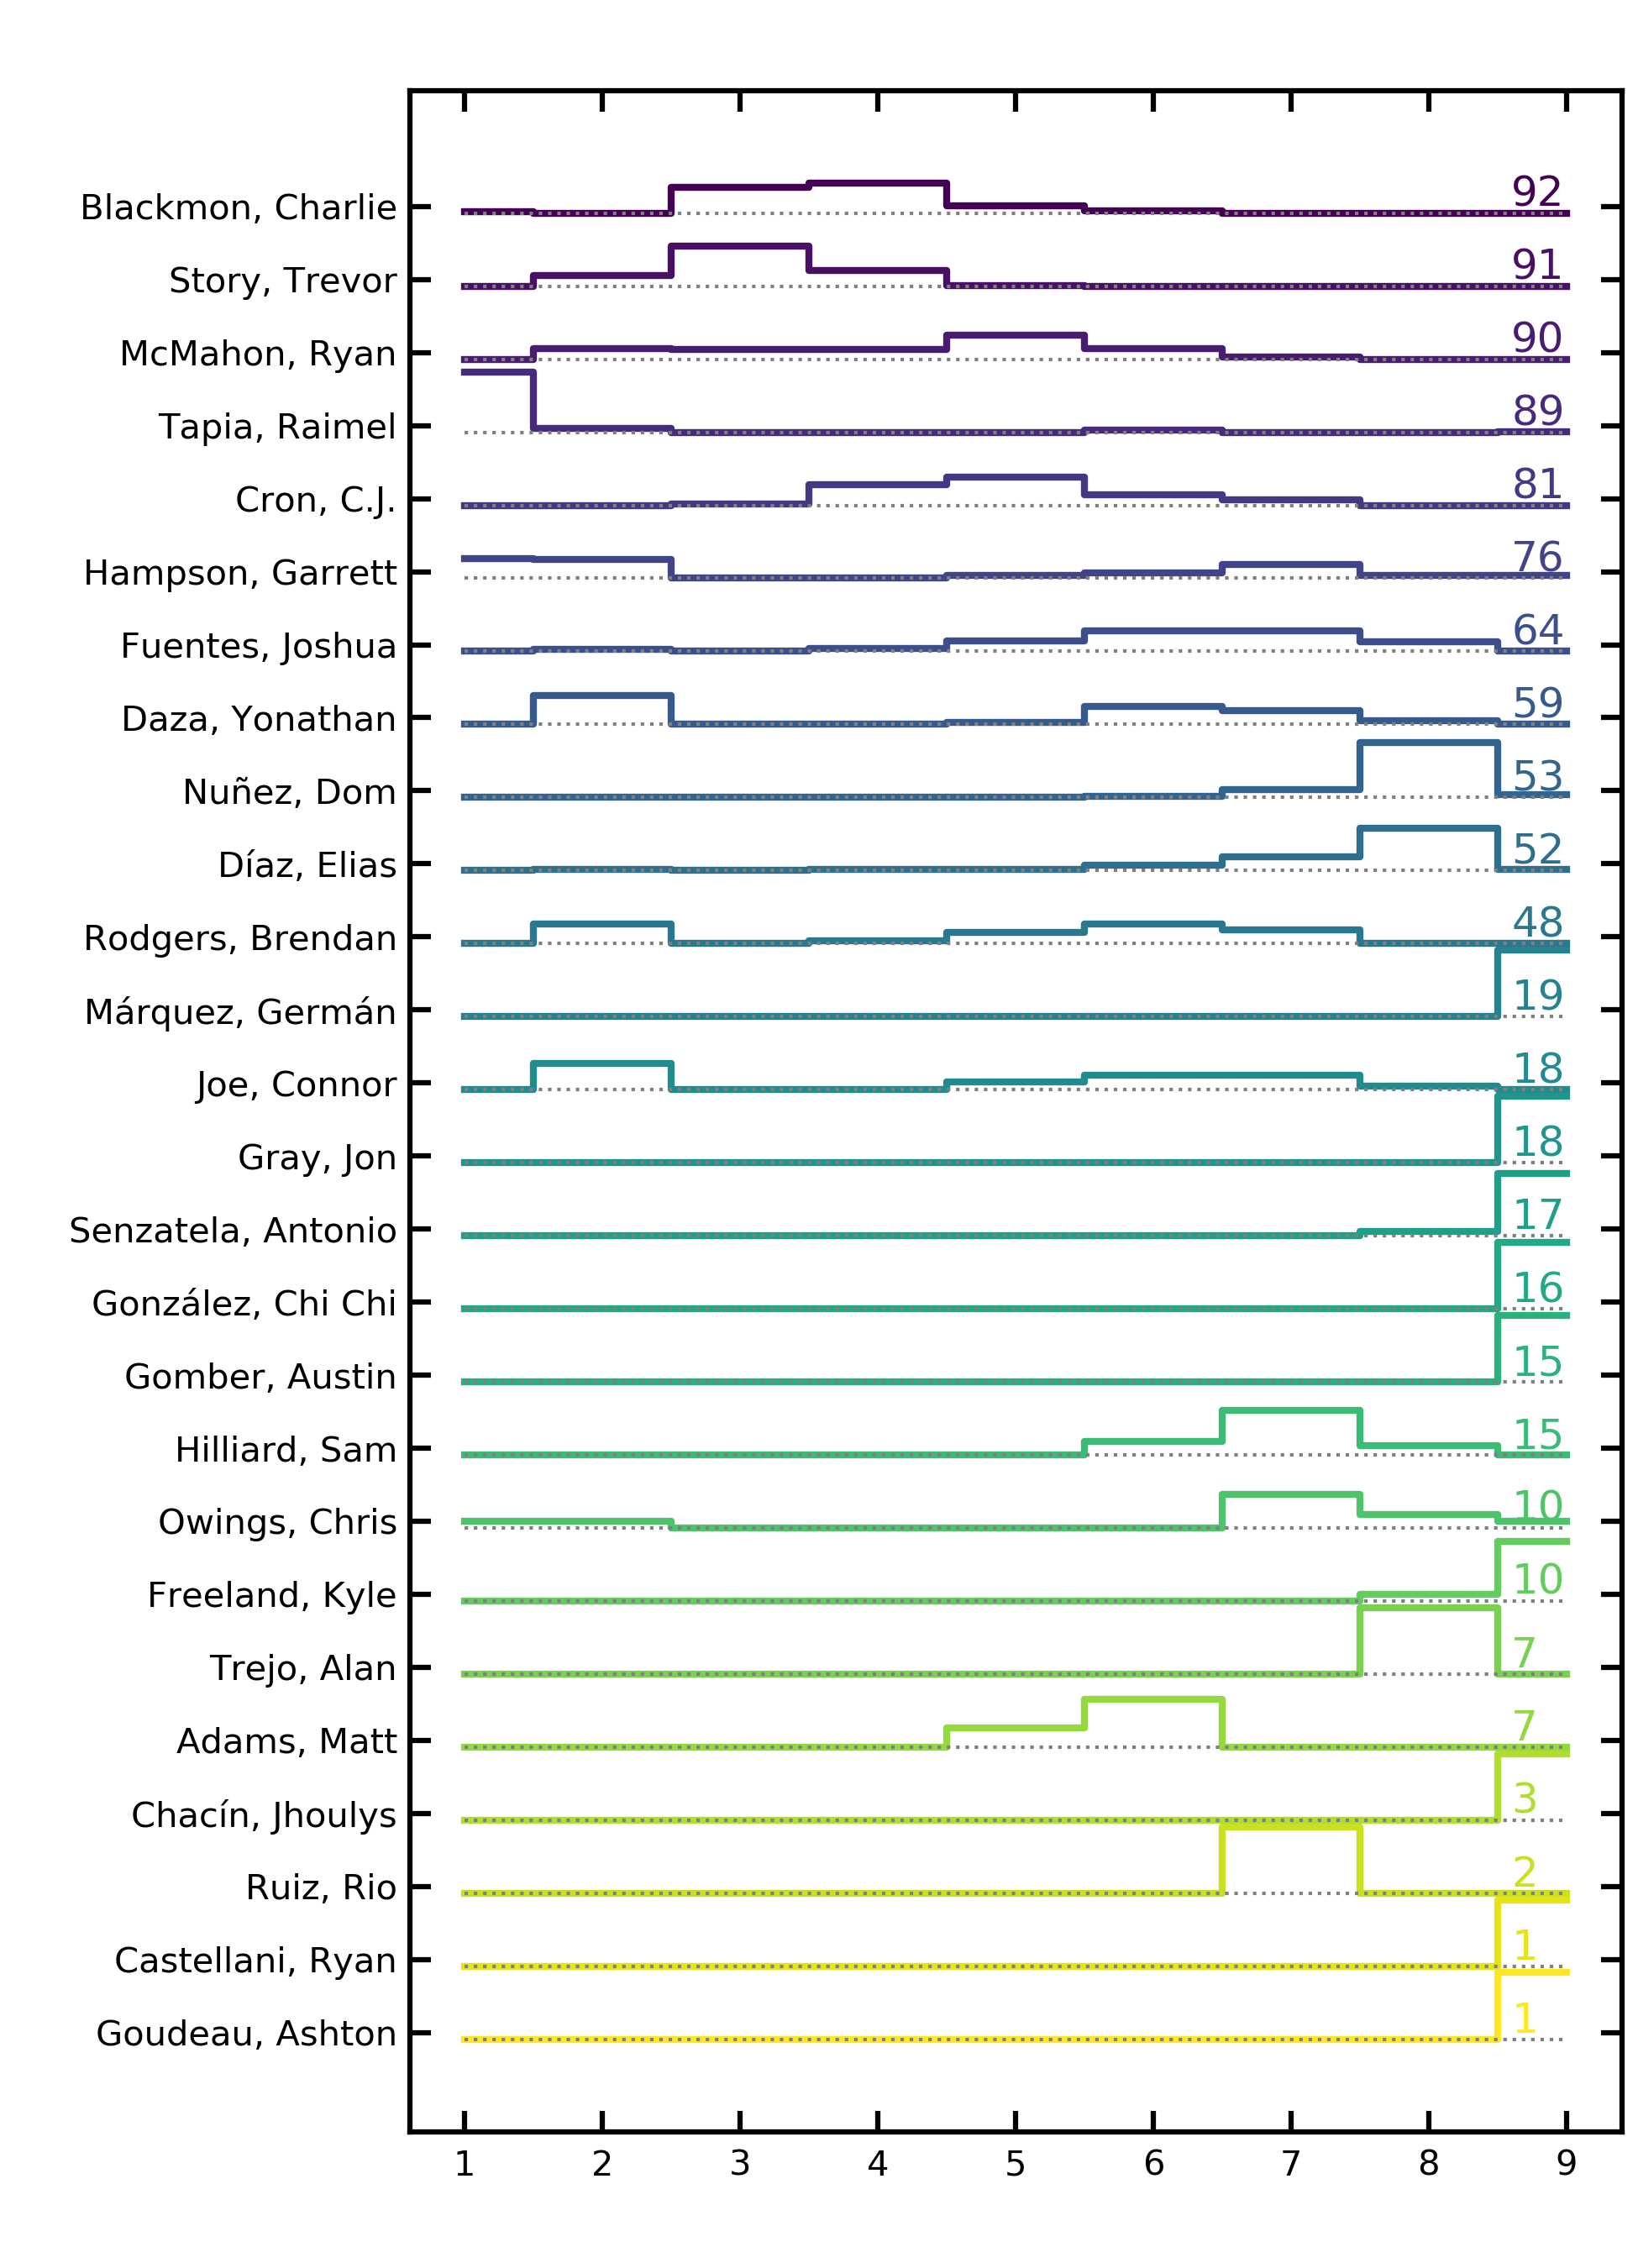 Blackmon, Charlie 92
Story, Trevor 91
McMahon, Ryan 90
Tapia, Raimel 89
Cron, C.J. 81
Hampson, Garrett 76
Fuentes, Joshua 64
Daza, Yonathan 59
Nuñez, Dom 53
Díaz, Elias 52
Rodgers, Brendan 48
Márquez, Germán 19
Joe, Connor 18
Gray, Jon 18
Senzatela, Antonio 17
González, Chi Chi 16
Gomber, Austin 15
Hilliard, Sam 15
Owings, Chris 10
Freeland, Kyle 10
Trejo, Alan 7
Adams, Matt 7
Chacín, Jhoulys 3
Ruiz, Rio 2
Castellani, Ryan 1
Goudeau, Ashton 1
1 2 3 4 5 6 7 8 9